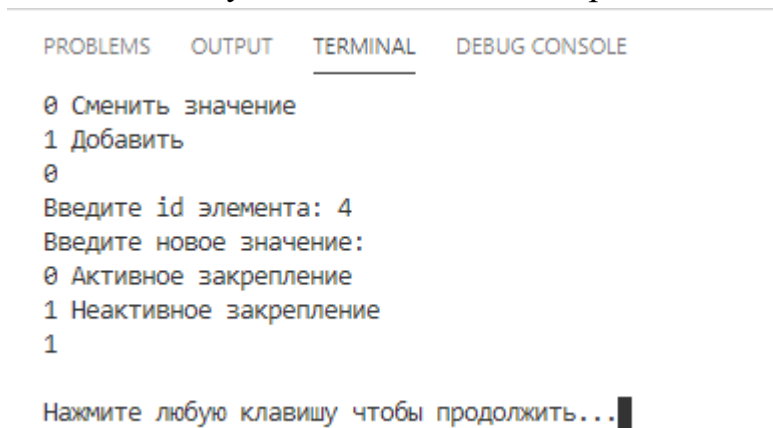 PROBLEMS OUTPUT TERMINAL DEBUG CONSOLE
0 Сменить значение
1 Добавить
0
Введите id элемента: 4
Введите новое значение:
0 Активное закрепление
1 Неактивное закрепление
1
Нажмите любую клавишу чтобы продолжить...